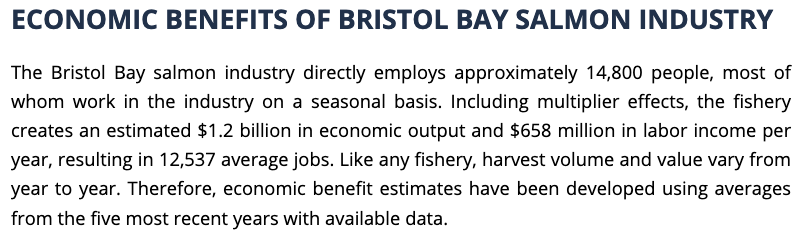 ECONOMIC BENEFITS OF BRISTOL BAY SALMON INDUSTRY
The Bristol Bay salmon industry directly employs approximately 14,800 people, most of
whom work in the industry on a seasonal basis. Including multiplier effects, the fishery
creates an estimated $1.2 billion in economic output and $658 million in labor income per
year, resulting in 12,537 average jobs. Like any fishery, harvest volume and value vary from
year to year. Therefore, economic benefit estimates have been developed using averages
from the five most recent years with available data.